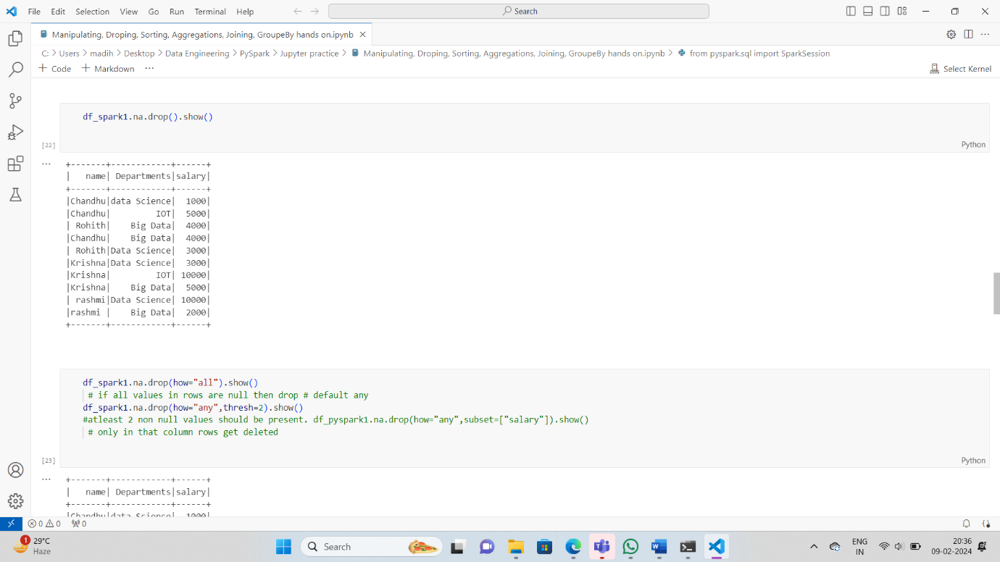 File Edit Selection View Go Run Terminal Help
Search
Manipulating, Droping, Sorting, Aggregations, Joining, GroupeBy hands on.ipynb
C: > Users > madih > Desktop > Data Engineering > PySpark > Jupyter practice > Manipulating, Droping, Sorting, Aggregations, Joining, GroupeBy hands on.ipynb > from pyspark.sql import SparkSession
+ Code + Markdown ...
Select Kernel
df_spark1.na.drop().show()
[22]
Python
...
+-------+------------+------+
|   name| Departments|salary|
+-------+------------+------+
|Chandhu|data Science|  1000|
|Chandhu|         IOT|  5000|
| Rohith|    Big Data|  4000|
|Chandhu|    Big Data|  4000|
| Rohith|Data Science|  3000|
|Krishna|Data Science|  3000|
|Krishna|         IOT| 10000|
|Krishna|    Big Data|  5000|
| rashmi|Data Science| 10000|
|rashmi |    Big Data|  2000|
+-------+------------+------+
df_spark1.na.drop(how="all").show()
# if all values in rows are null then drop # default any
df_spark1.na.drop(how="any",thresh=2).show()
#atleast 2 non null values should be present. df_pyspark1.na.drop(how="any",subset=["salary"]).show()
# only in that column rows get deleted
[23]
Python
...
+-------+------------+------+
|   name| Departments|salary|
+-------+------------+------+
|Chandhu|data Science|  1000|
0 0 0
1
29°C
Haze
Search
ENG
IN
20:36
09-02-2024